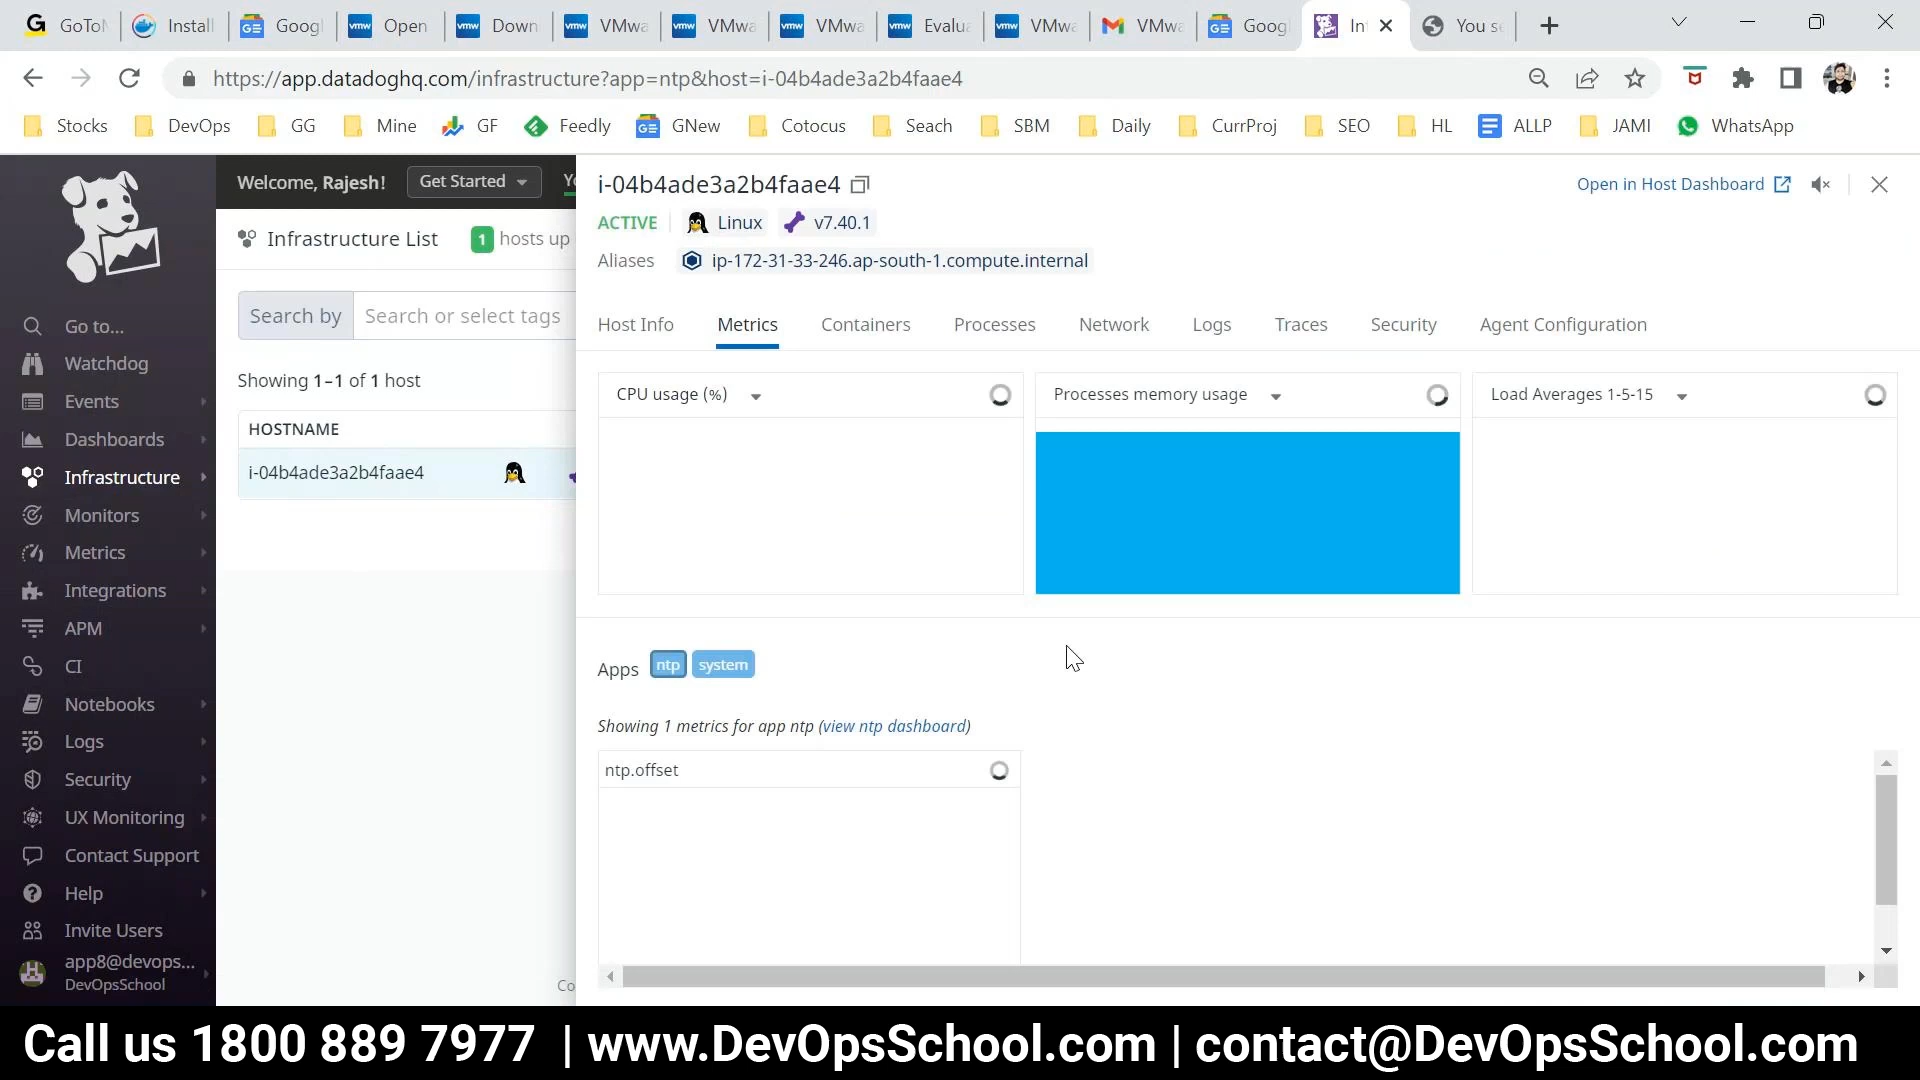 GoToM
Install
Googl
Open
Down
VMwa
VMwa
VMwa
Evalua
VMwa
VMwa
Googl
In
You se
https://app.datadoghq.com/infrastructure?app=ntp&host=i-04b4ade3a2b4faae4
Stocks
DevOps
GG
Mine
GF
Feedly
GNew
Cotocus
Seach
SBM
Daily
CurrProj
SEO
HL
ALLP
JAMI
WhatsApp
Go to...
Watchdog
Events
Dashboards
Infrastructure
Monitors
Metrics
Integrations
APM
CI
Notebooks
Logs
Security
UX Monitoring
Contact Support
Help
Invite Users
app8@devops...
DevOpsSchool
Welcome, Rajesh!
Get Started
Yo
Infrastructure List
1 hosts up
Search by
Search or select tags
Showing 1–1 of 1 host
HOSTNAME
i-04b4ade3a2b4faae4
Co
i-04b4ade3a2b4faae4
Open in Host Dashboard
ACTIVE
Linux
v7.40.1
Aliases
ip-172-31-33-246.ap-south-1.compute.internal
Host Info
Metrics
Containers
Processes
Network
Logs
Traces
Security
Agent Configuration
CPU usage (%)
Processes memory usage
Load Averages 1-5-15
Apps
ntp
system
Showing 1 metrics for app ntp (view ntp dashboard)
ntp.offset
Call us 1800 889 7977 | www.DevOpsSchool.com | contact@DevOpsSchool.com